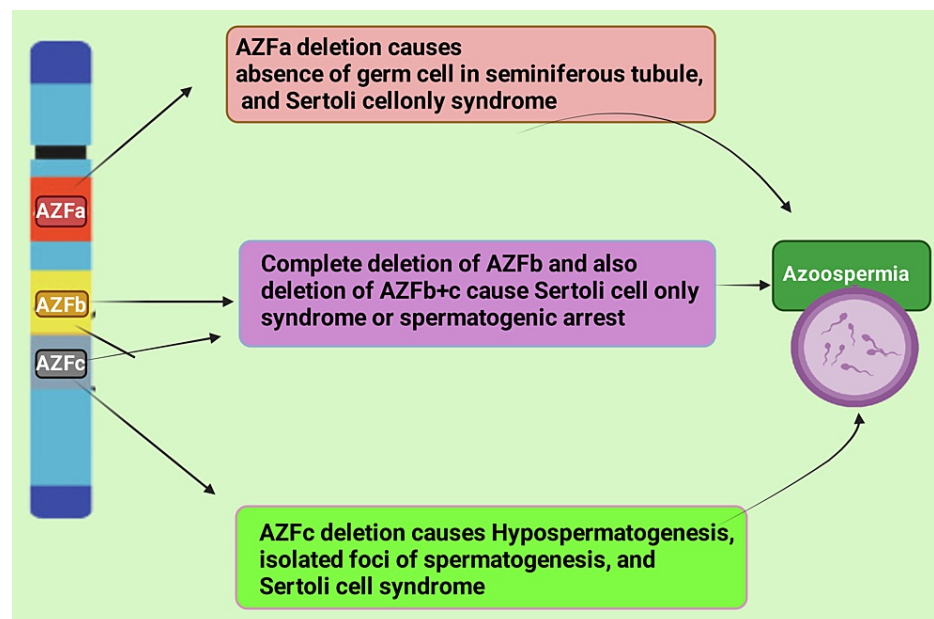 AZFa deletion causes
absence of germ cell in seminiferous tubule,
and Sertoli cellonly syndrome
AZFa
Complete deletion of AZFb and also
deletion of AZFb+c cause Sertoli cell only
syndrome or spermatogenic arrest
Azoospermia
AZFb
AZFc
AZFc deletion causes Hypospermatogenesis,
isolated foci of spermatogenesis, and
Sertoli cell syndrome